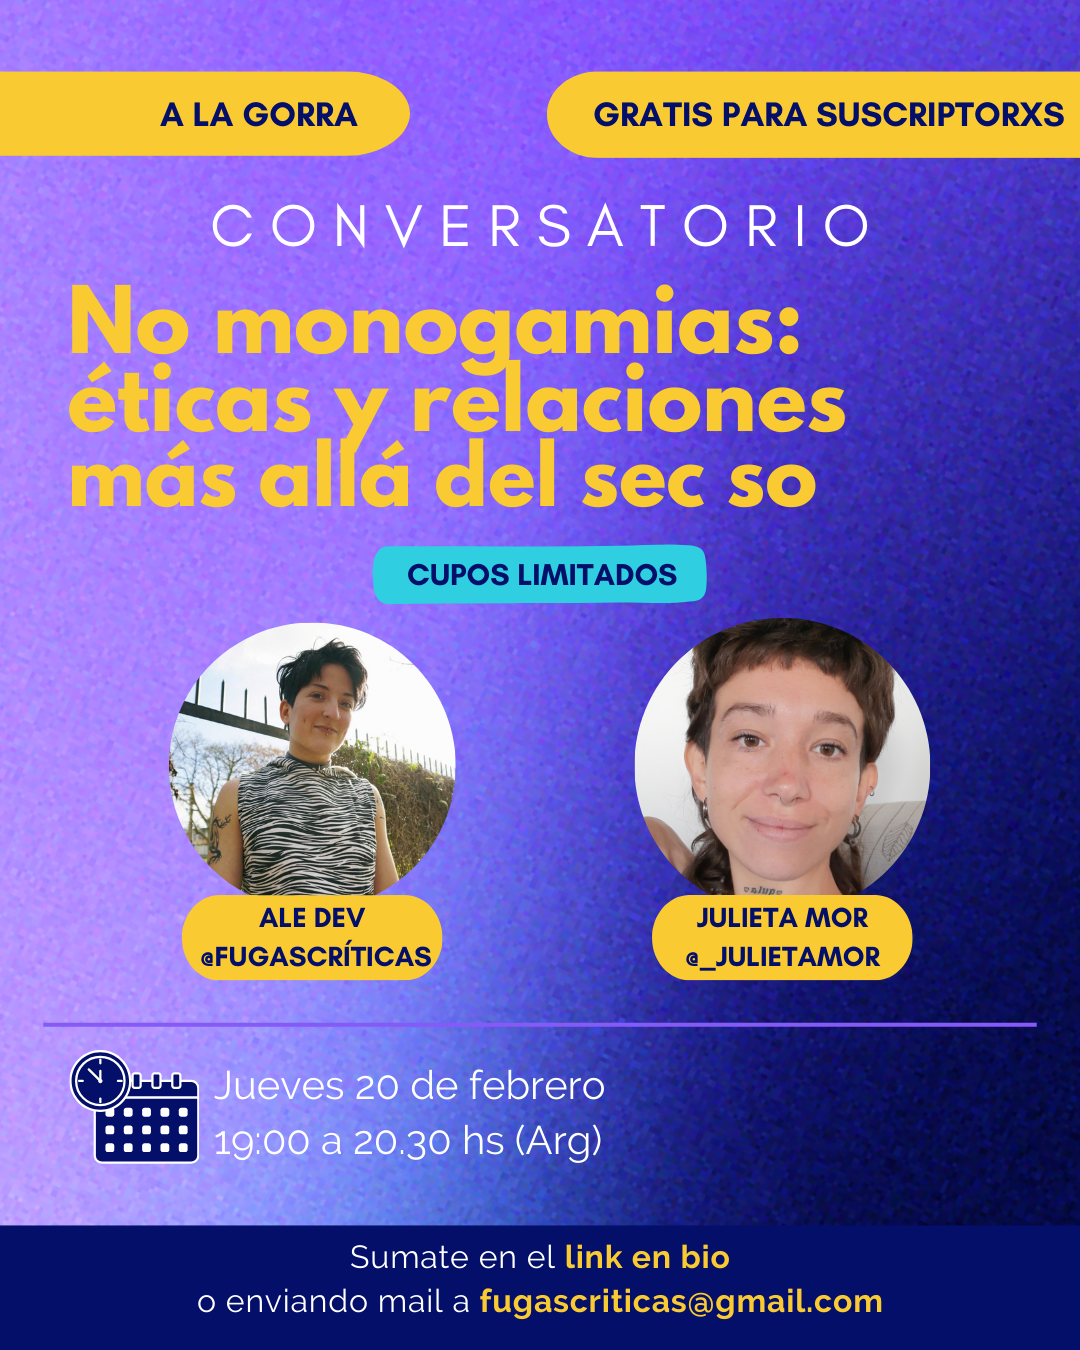 A LA GORRA
GRATIS PARA SUSCRIPTORXS
CONVERSATORIO
No monogamias:
éticas y relaciones
más allá del sec so
CUPOS LIMITADOS
ALE DEV
@FUGASCRÍTICAS
JULIETA MOR
@_JULIETAMOR
Jueves 20 de febrero
19:00 a 20.30 hs (Arg)
Sumate en el link en bio
o enviando mail a fugascriticas@gmail.com